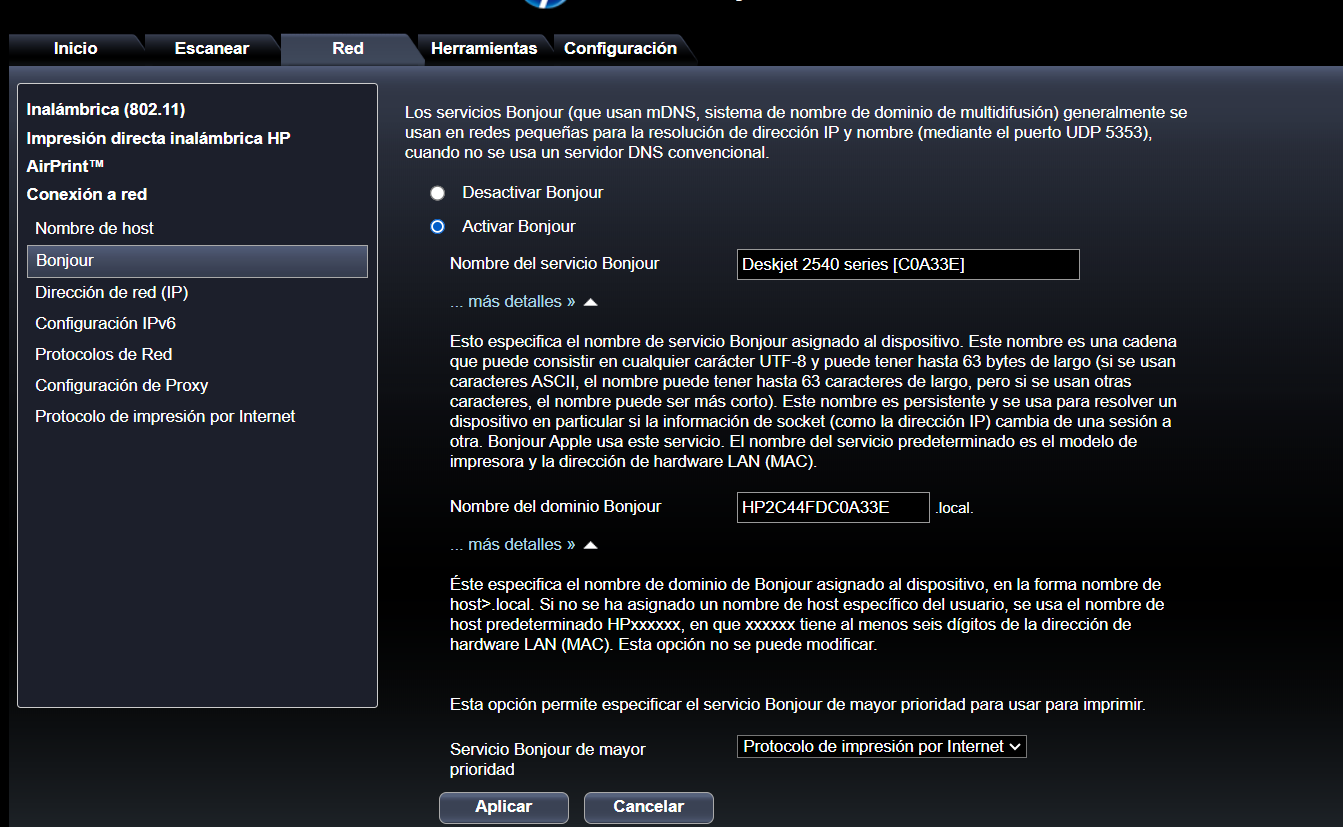 Inicio
Escanear
Red
Herramientas
Configuración
Inalámbrica (802.11)
Impresión directa inalámbrica HP
AirPrint™
Conexión a red
Nombre de host
Bonjour
Dirección de red (IP)
Configuración IPv6
Protocolos de Red
Configuración de Proxy
Protocolo de impresión por Internet
Los servicios Bonjour (que usan mDNS, sistema de nombre de dominio de multidifusión) generalmente se
usan en redes pequeñas para la resolución de dirección IP y nombre (mediante el puerto UDP 5353),
cuando no se usa un servidor DNS convencional.
Desactivar Bonjour
Activar Bonjour
Nombre del servicio Bonjour
Deskjet 2540 series [C0A33E]
... más detalles »
Esto especifica el nombre de servicio Bonjour asignado al dispositivo. Este nombre es una cadena
que puede consistir en cualquier carácter UTF-8 y puede tener hasta 63 bytes de largo (si se usan
caracteres ASCII, el nombre puede tener hasta 63 caracteres de largo, pero si se usan otras
caracteres, el nombre puede ser más corto). Este nombre es persistente y se usa para resolver un
dispositivo en particular si la información de socket (como la dirección IP) cambia de una sesión a
otra. Bonjour Apple usa este servicio. El nombre del servicio predeterminado es el modelo de
impresora y la dirección de hardware LAN (MAC).
Nombre del dominio Bonjour
HP2C44FDC0A33E .local.
... más detalles »
Éste especifica el nombre de dominio de Bonjour asignado al dispositivo, en la forma nombre de
host>.local. Si no se ha asignado un nombre de host específico del usuario, se usa el nombre de
host predeterminado HPxxxxxx, en que xxxxxx tiene al menos seis dígitos de la dirección de
hardware LAN (MAC). Esta opción no se puede modificar.
Esta opción permite especificar el servicio Bonjour de mayor prioridad para usar para imprimir.
Servicio Bonjour de mayor
prioridad
Protocolo de impresión por Internet
Aplicar
Cancelar